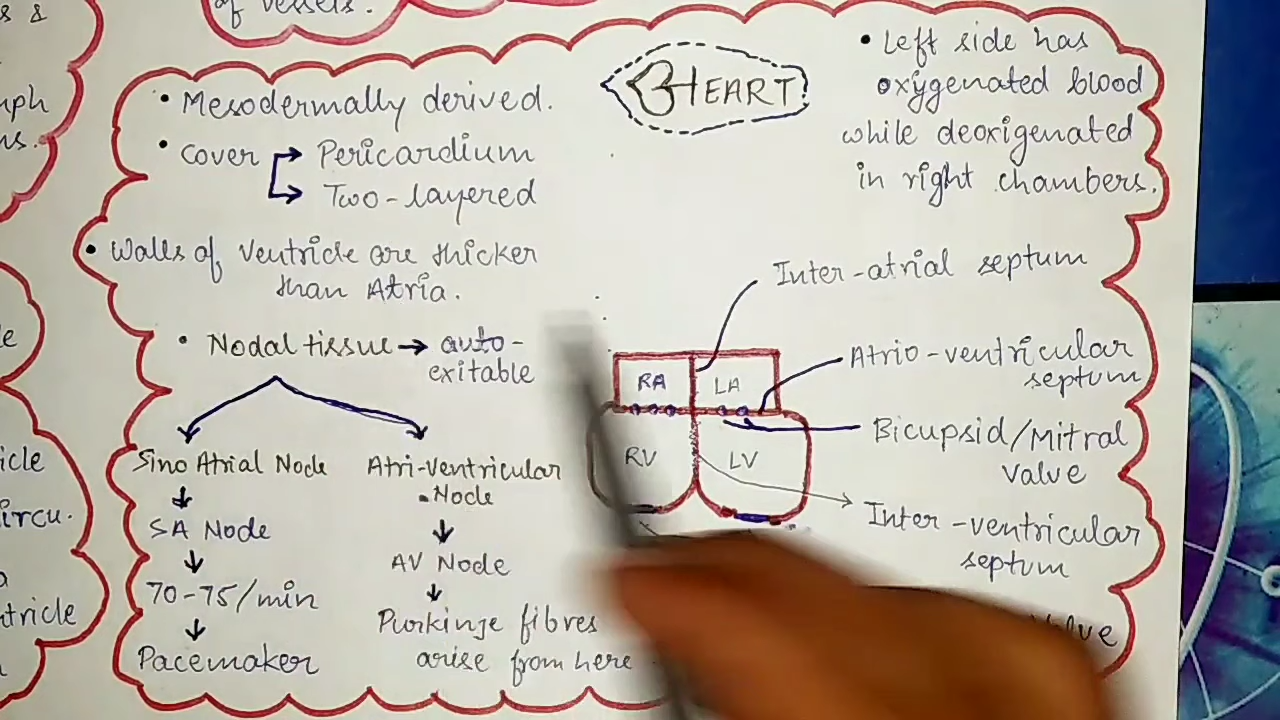 s &
of vessels.
HEART
• Mesodermally derived.
• Cover → Pericardium
→ Two-layered
• Walls of ventricle are thicker
than Atria.
• Nodal tissue → auto-
exitable
Sino Atrial Node
↓
SA Node
↓
70-75/min
↓
Pacemaker
Atri-Ventricular
Node
↓
AV Node
↓
Purkinje fibres
arise from here
• Left side has
oxygenated blood
while deoxigenated
in right chambers.
Inter-atrial septum
Atrio-ventricular
septum
Bicupsid/Mitral
Valve
Inter-ventricular
septum
RA
LA
RV
LV